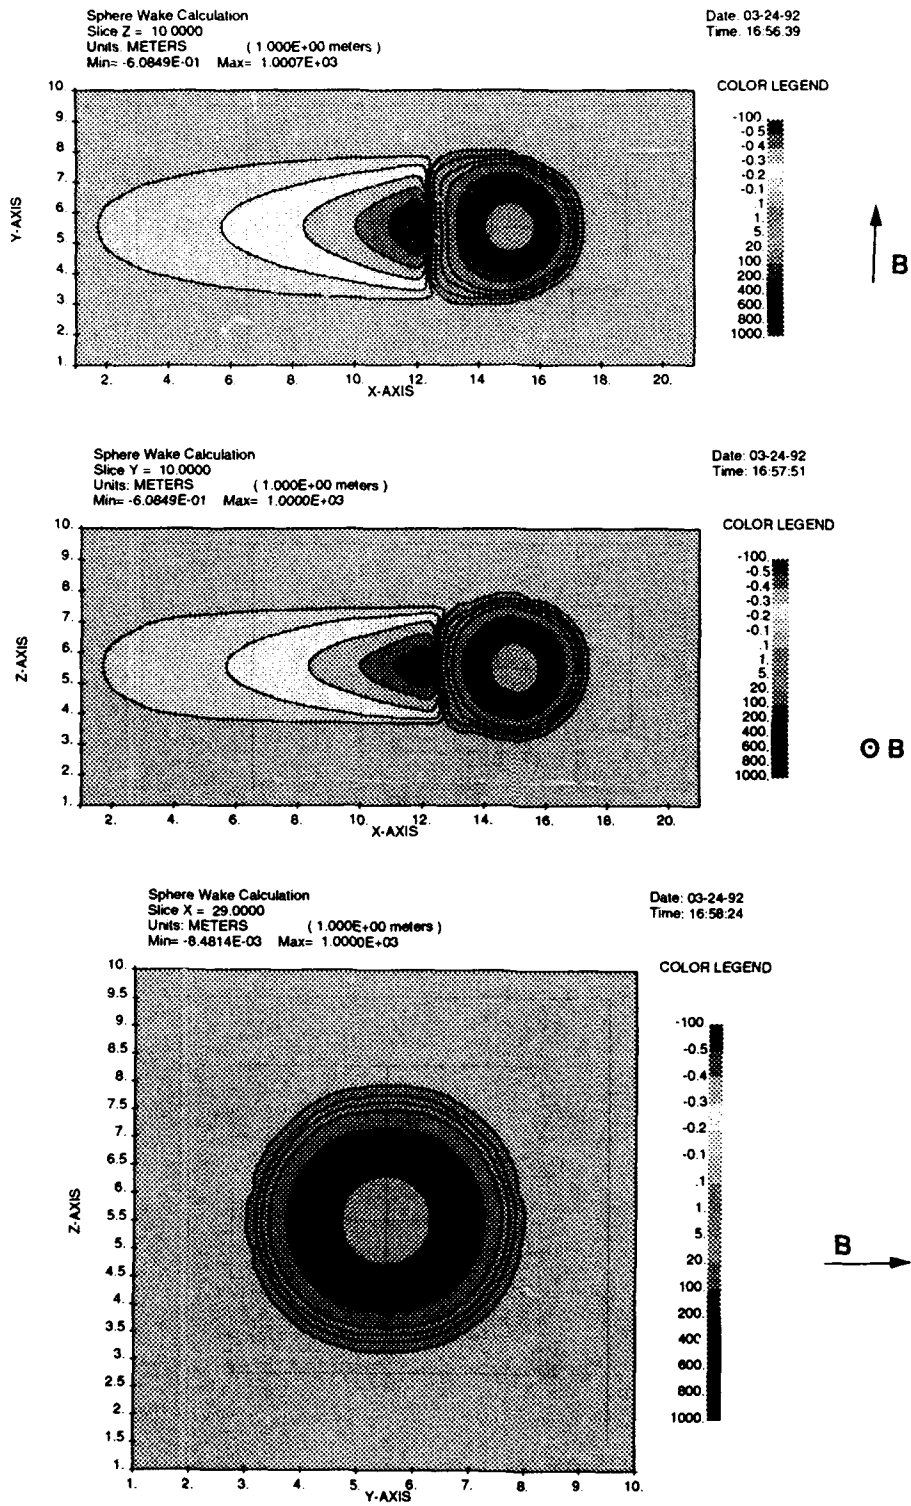 Sphere Wake Calculation
Slice Z = 10.0000
Units: METERS ( 1.000E+00 meters )
Min= -6.0849E-01 Max= 1.0007E+03
Date: 03-24-92
Time: 16:56:39
COLOR LEGEND
-100.
-0.5
-0.4
-0.3
-0.2
-0.1
.1
1.
5.
20.
100.
200.
400.
600.
800.
1000.
B
Y-AXIS
10.
9.
8.
7.
6.
5.
4.
3.
2.
1.
2. 4. 6. 8. 10. 12. 14. 16. 18. 20.
X-AXIS
Sphere Wake Calculation
Slice Y = 10.0000
Units: METERS ( 1.000E+00 meters )
Min= -6.0849E-01 Max= 1.0000E+03
Date: 03-24-92
Time: 16:57:51
COLOR LEGEND
-100.
-0.5
-0.4
-0.3
-0.2
-0.1
.1
1.
5.
20.
100.
200.
400.
600.
800.
1000.
B
Z-AXIS
10.
9.
8.
7.
6.
5.
4.
3.
2.
1.
2. 4. 6. 8. 10. 12. 14. 16. 18. 20.
X-AXIS
Sphere Wake Calculation
Slice X = 29.0000
Units: METERS ( 1.000E+00 meters )
Min= -8.4814E-03 Max= 1.0000E+03
Date: 03-24-92
Time: 16:58:24
COLOR LEGEND
-100
-0.5
-0.4
-0.3
-0.2
-0.1
.1
1.
5.
20.
100.
200.
400.
600.
800.
1000.
B
Z-AXIS
10.
9.5
9.
8.5
8.
7.5
7.
6.5
6.
5.5
5.
4.5
4.
3.5
3.
2.5
2.
1.5
1.
1. 2. 3. 4. 5. 6. 7. 8. 9. 10.
Y-AXIS